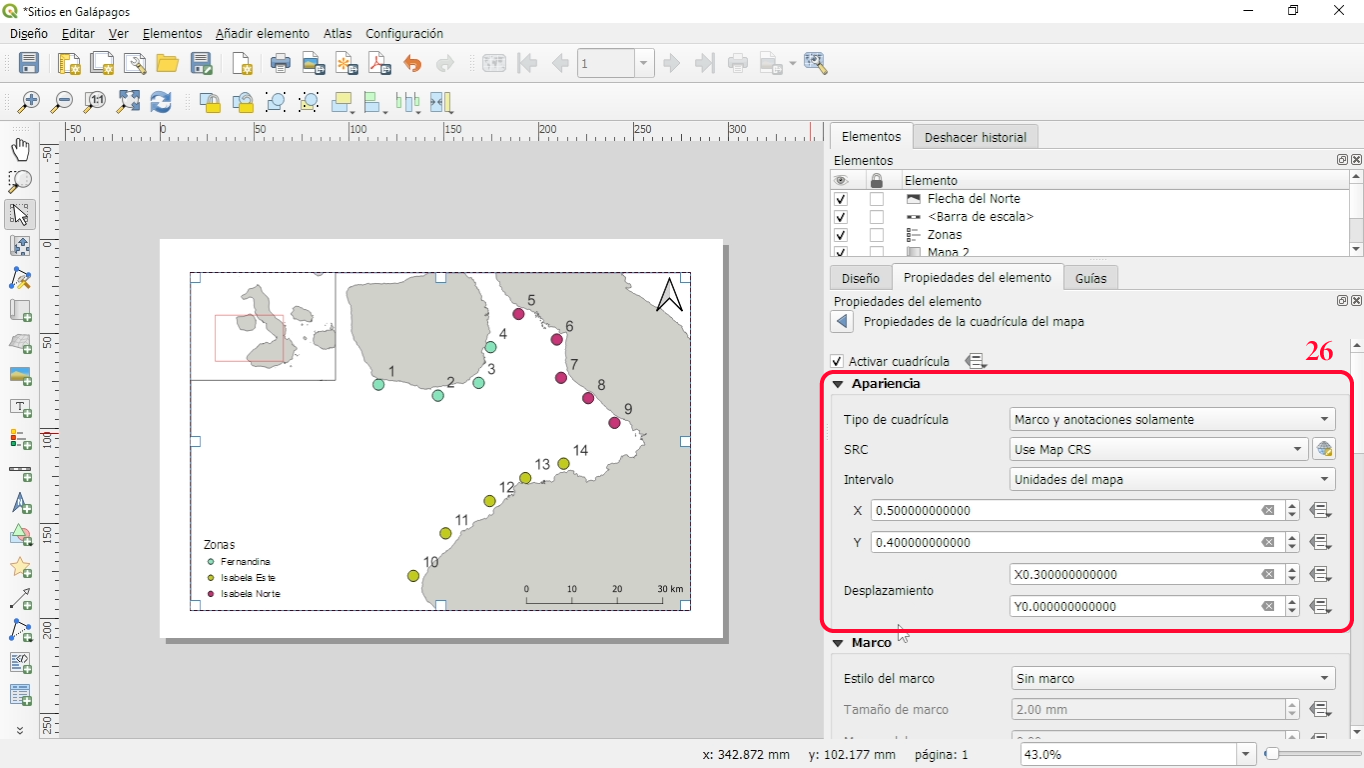 *Sitios en Galápagos
Diseño Editar Ver Elementos Añadir elemento Atlas Configuración
1
1:1
-50 0 50 100 150 200 250 300
-50 0 50 100 150 200 250
Elementos Deshacer historial
Elementos
Elemento
Flecha del Norte
<Barra de escala>
Zonas
Mapa 2
Diseño Propiedades del elemento Guías
Propiedades del elemento
Propiedades de la cuadrícula del mapa
26
Activar cuadrícula
Apariencia
Tipo de cuadrícula Marco y anotaciones solamente
SRC Use Map CRS
Intervalo Unidades del mapa
X 0.500000000000
Y 0.400000000000
Desplazamiento
X0.300000000000
Y0.000000000000
Marco
Estilo del marco Sin marco
Tamaño de marco 2.00 mm
1
2
3
4
5
6
7
8
9
10
11
12
13
14
Zonas
Fernandina
Isabela Este
Isabela Norte
0 10 20 30 km
x: 342.872 mm y: 102.177 mm página: 1 43.0%